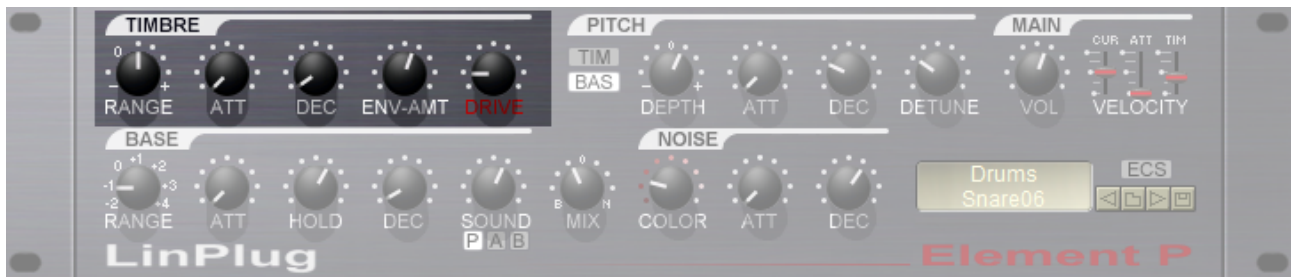 TIMBRE PITCH MAIN
0 0 CUR ATT TIM
TIM
BAS
- + - +
RANGE ATT DEC ENV-AMT DRIVE DEPTH ATT DEC DETUNE VOL VELOCITY
BASE NOISE
0 +1 +2 0 Drums ECS
-1 +3 Snare06
-2 +4 B N
RANGE ATT HOLD DEC SOUND MIX COLOR ATT DEC
P A B
LinPlug Element P